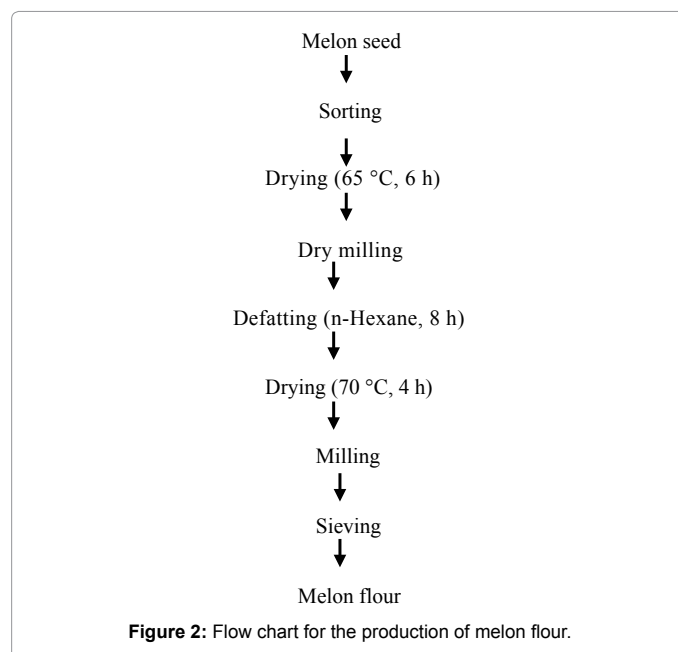 Melon seed
Sorting
Drying (65 °C, 6 h)
Dry milling
Defatting (n-Hexane, 8 h)
Drying (70 °C, 4 h)
Milling
Sieving
Melon flour
Figure 2: Flow chart for the production of melon flour.